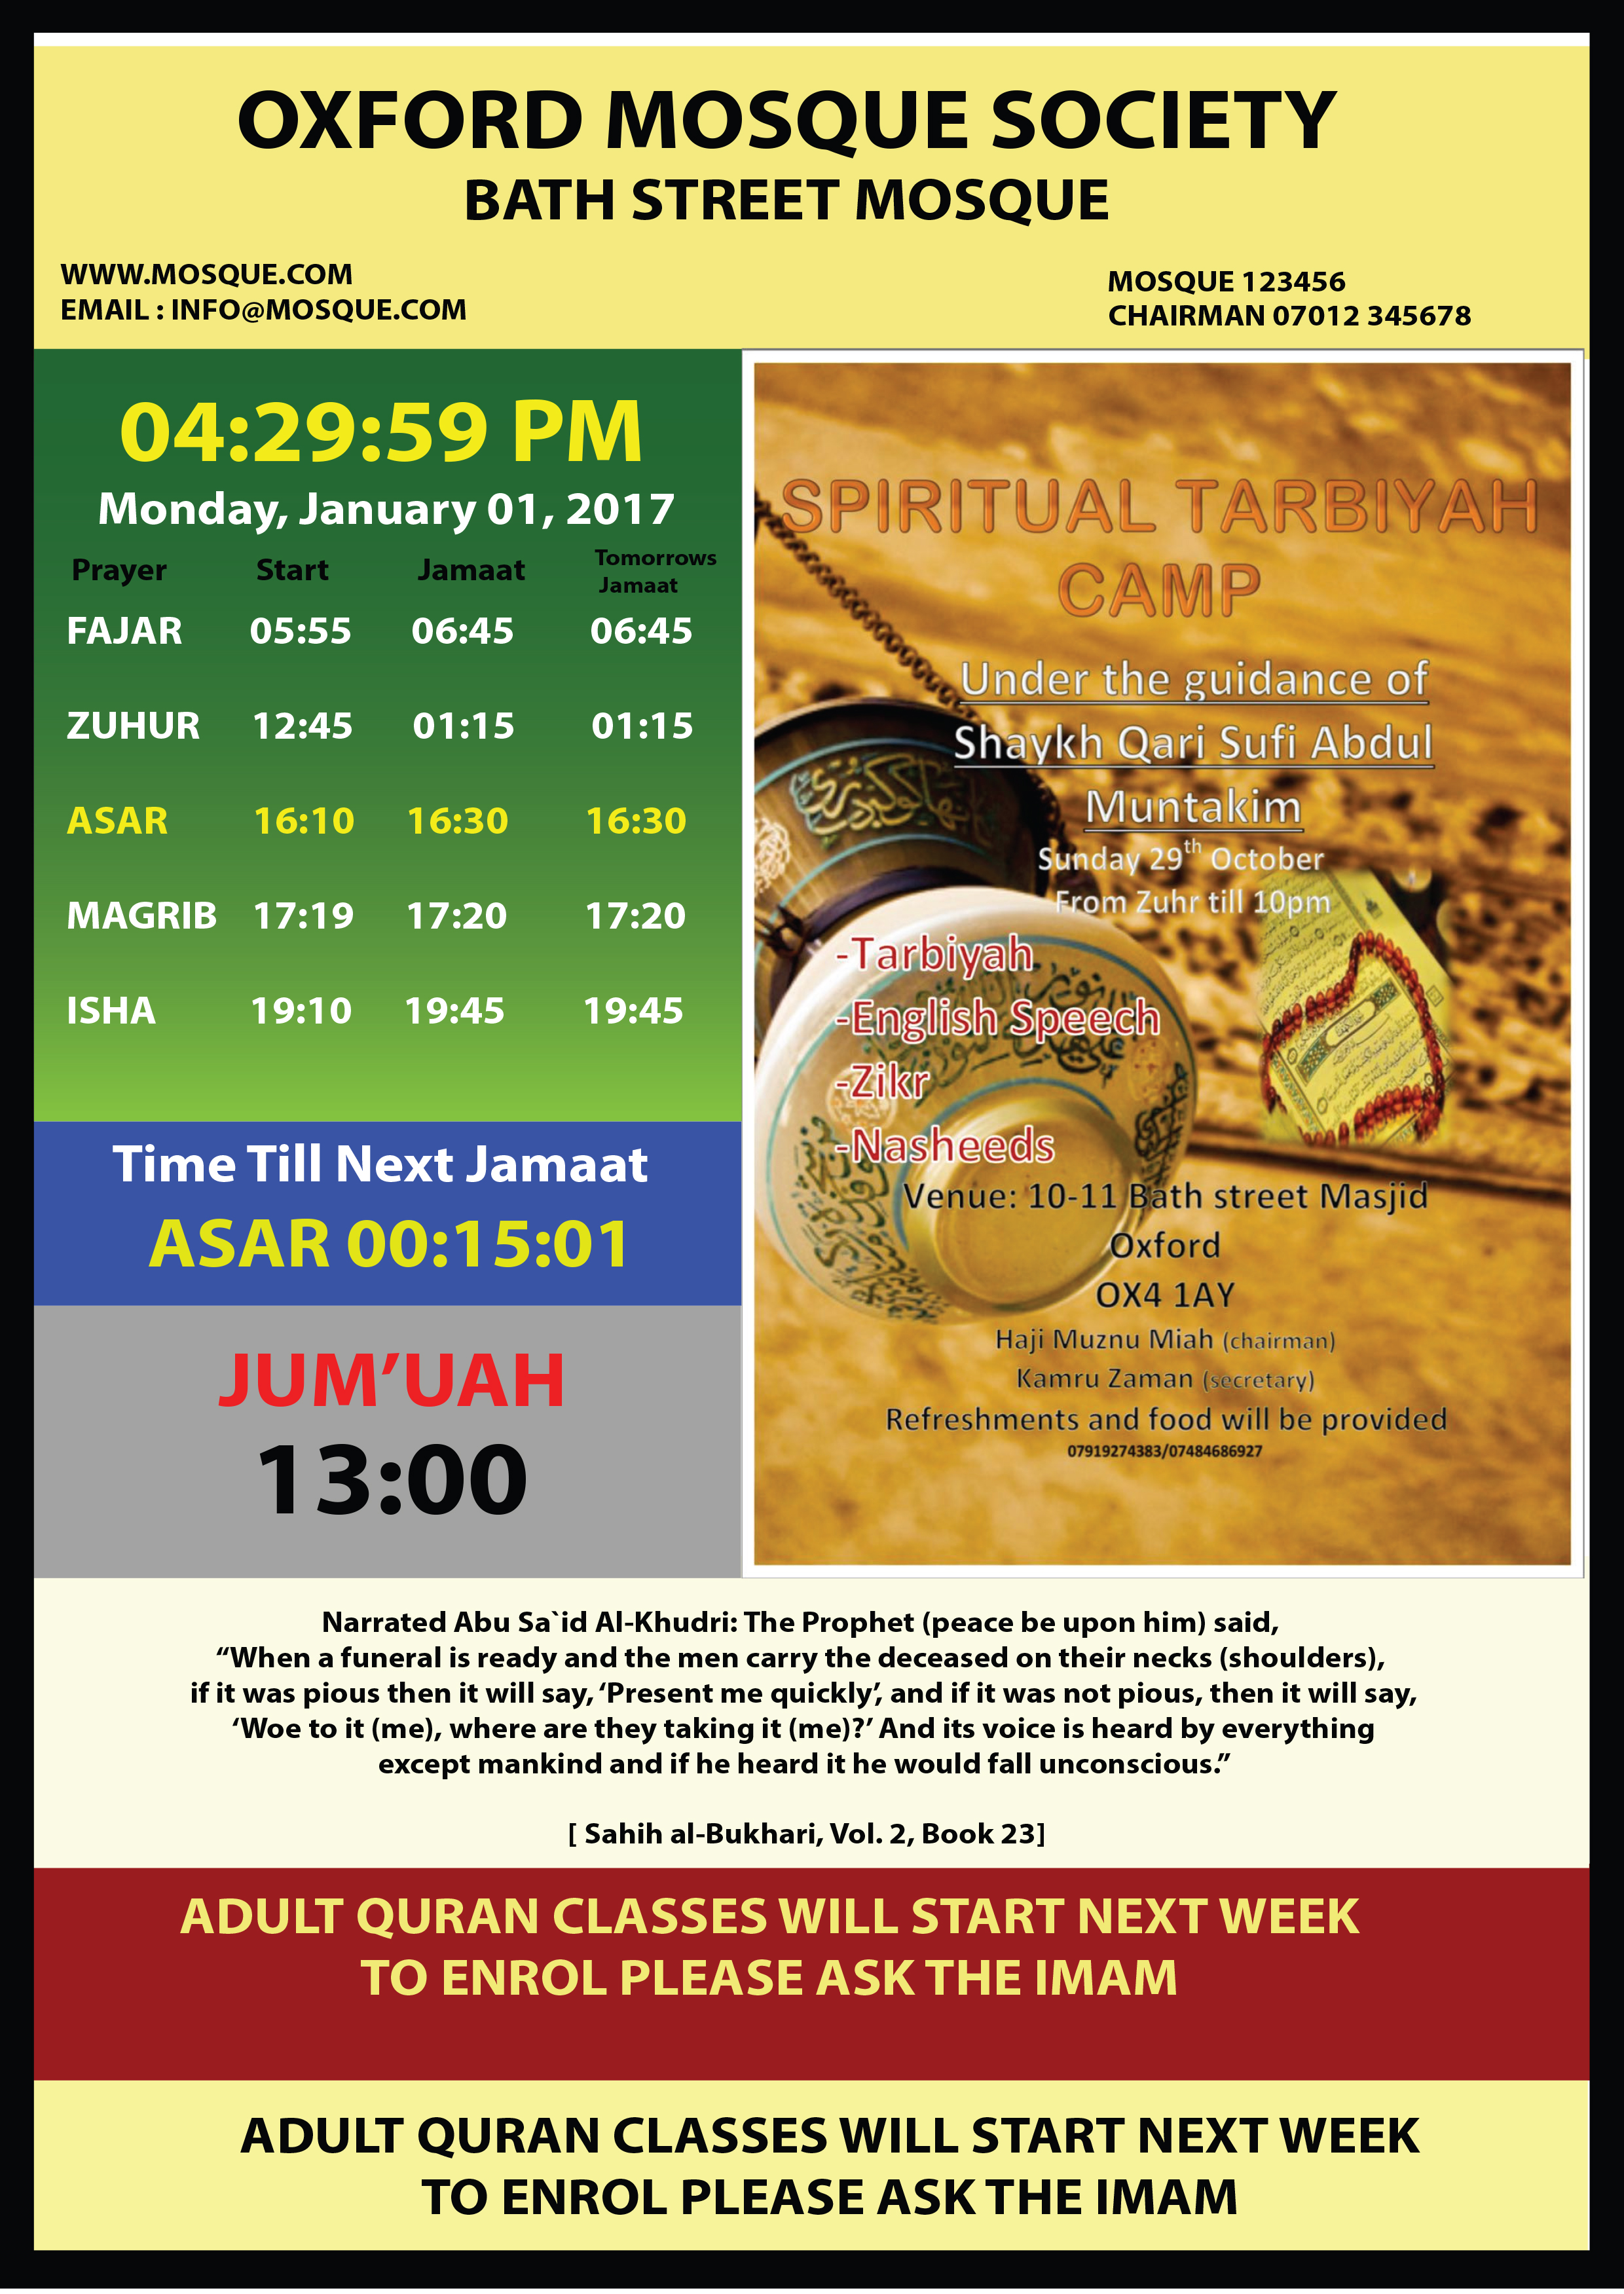 OXFORD MOSQUE SOCIETY
BATH STREET MOSQUE
WWW.MOSQUE.COM
EMAIL : INFO@MOSQUE.COM
MOSQUE 123456
CHAIRMAN 07012 345678
04:29:59 PM
Monday, January 01, 2017
Prayer Start Jamaat Tomorrows Jamaat
FAJAR 05:55 06:45 06:45
ZUHUR 12:45 01:15 01:15
ASAR 16:10 16:30 16:30
MAGRIB 17:19 17:20 17:20
ISHA 19:10 19:45 19:45
Time Till Next Jamaat
ASAR 00:15:01
JUM’UAH
13:00
SPIRITUAL TARBIYAH
CAMP
Under the guidance of
Shaykh Qari Sufi Abdul
Muntakim
Sunday 29th October
From Zuhr till 10pm
-Tarbiyah
-English Speech
-Zikr
-Nasheeds
Venue: 10-11 Bath street Masjid
Oxford
OX4 1AY
Haji Muznu Miah (chairman)
Kamru Zaman (secretary)
Refreshments and food will be provided
07919274383/07484686927
Narrated Abu Sa`id Al-Khudri: The Prophet (peace be upon him) said,
“When a funeral is ready and the men carry the deceased on their necks (shoulders),
if it was pious then it will say, ‘Present me quickly’, and if it was not pious, then it will say,
‘Woe to it (me), where are they taking it (me)?’ And its voice is heard by everything
except mankind and if he heard it he would fall unconscious.”
[ Sahih al-Bukhari, Vol. 2, Book 23]
ADULT QURAN CLASSES WILL START NEXT WEEK
TO ENROL PLEASE ASK THE IMAM
ADULT QURAN CLASSES WILL START NEXT WEEK
TO ENROL PLEASE ASK THE IMAM